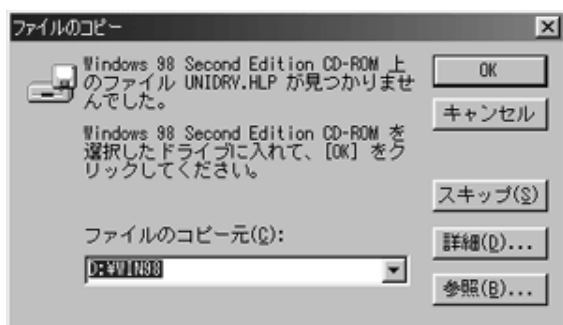 ファイルのコピー
Windows 98 Second Edition CD-ROM 上
のファイル UNIDRV.HLP が見つかりませ
んでした。
Windows 98 Second Edition CD-ROM を
選択したドライブに入れて、[OK] をク
リックしてください。
ファイルのコピー元(C):
D:¥WIN98
OK
キャンセル
スキップ(S)
詳細(D)...
参照(B)...